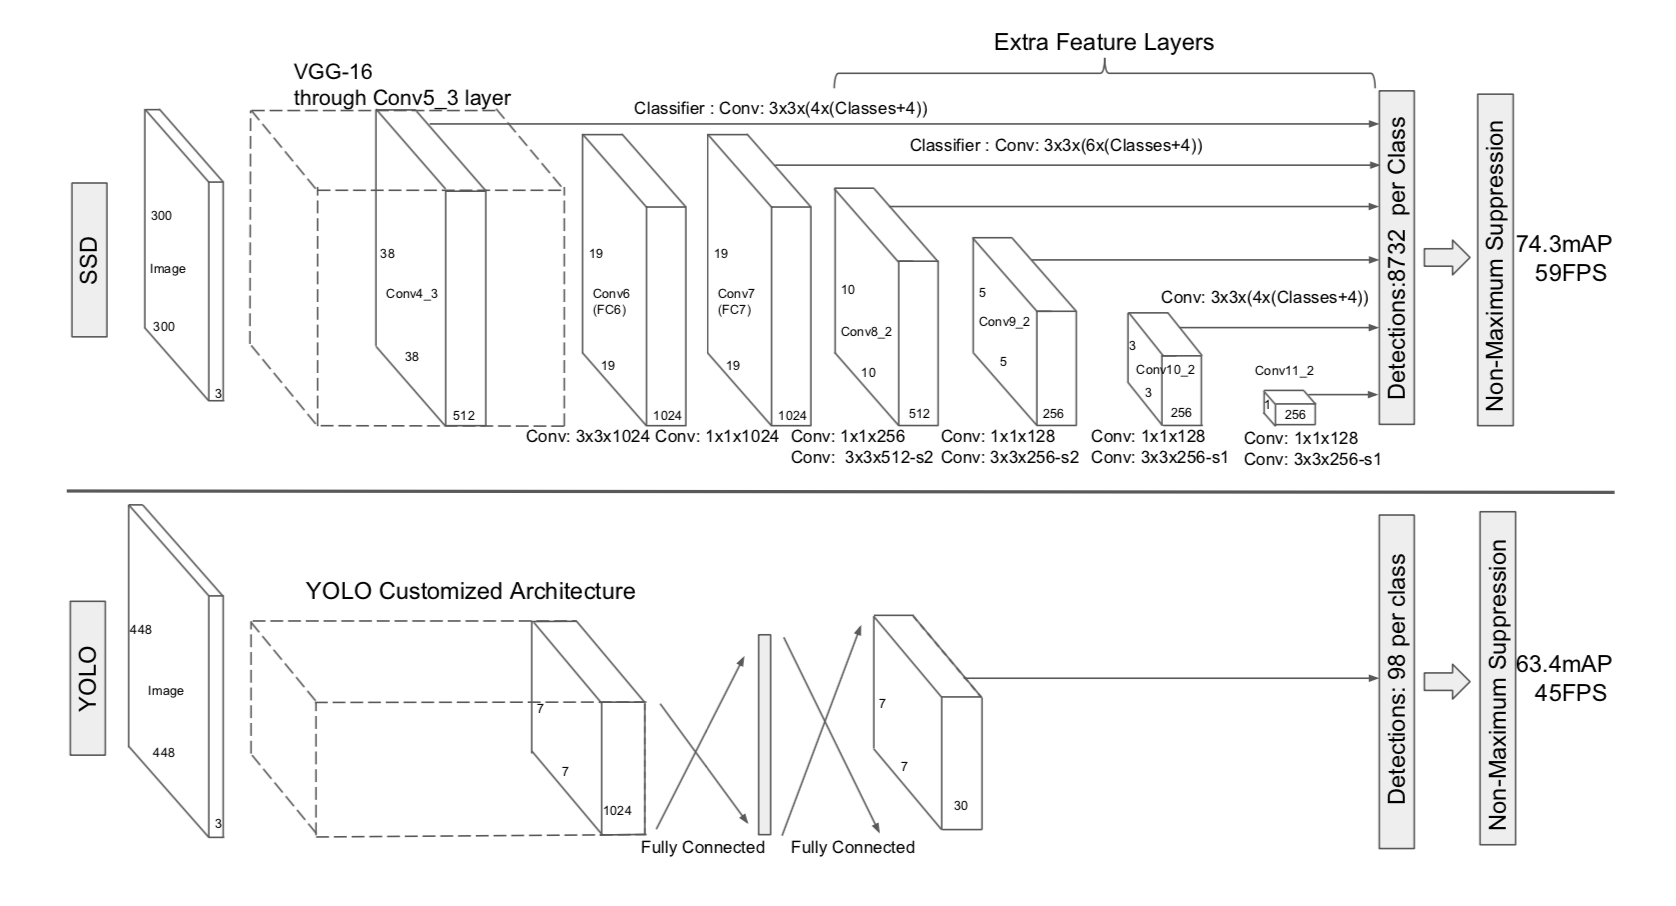 Extra Feature Layers
VGG-16
through Conv5_3 layer
Classifier : Conv: 3x3x(4x(Classes+4))
Classifier : Conv: 3x3x(6x(Classes+4))
SSD
300
Image
300
3
38
Conv4_3
38
512
19
Conv6
(FC6)
19
1024
19
Conv7
(FC7)
19
1024
10
Conv8_2
10
512
5
Conv9_2
5
256
Conv: 3x3x(4x(Classes+4))
3
Conv10_2
3
256
Conv11_2
1
256
Conv: 3x3x1024
Conv: 1x1x1024
Conv: 1x1x256
Conv: 3x3x512-s2
Conv: 1x1x128
Conv: 3x3x256-s2
Conv: 1x1x128
Conv: 3x3x256-s1
Conv: 1x1x128
Conv: 3x3x256-s1
Detections:8732 per Class
Non-Maximum Suppression
74.3mAP
59FPS
YOLO
448
Image
448
3
YOLO Customized Architecture
7
7
1024
Fully Connected
Fully Connected
7
7
30
Detections: 98 per class
Non-Maximum Suppression
63.4mAP
45FPS